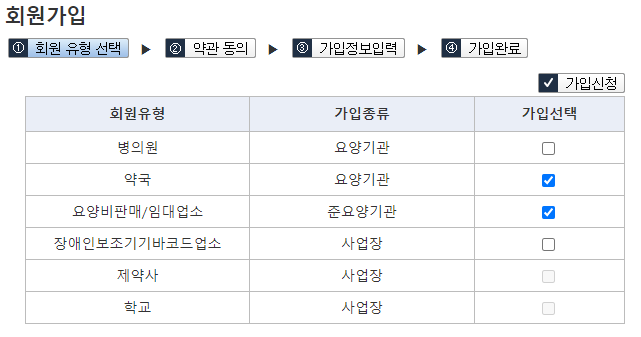 회원가입
① 회원 유형 선택 ▶ ② 약관 동의 ▶ ③ 가입정보입력 ▶ ④ 가입완료
가입신청
회원유형 가입종류 가입선택
병의원 요양기관
약국 요양기관
요양비판매/임대업소 준요양기관
장애인보조기기바코드업소 사업장
제약사 사업장
학교 사업장